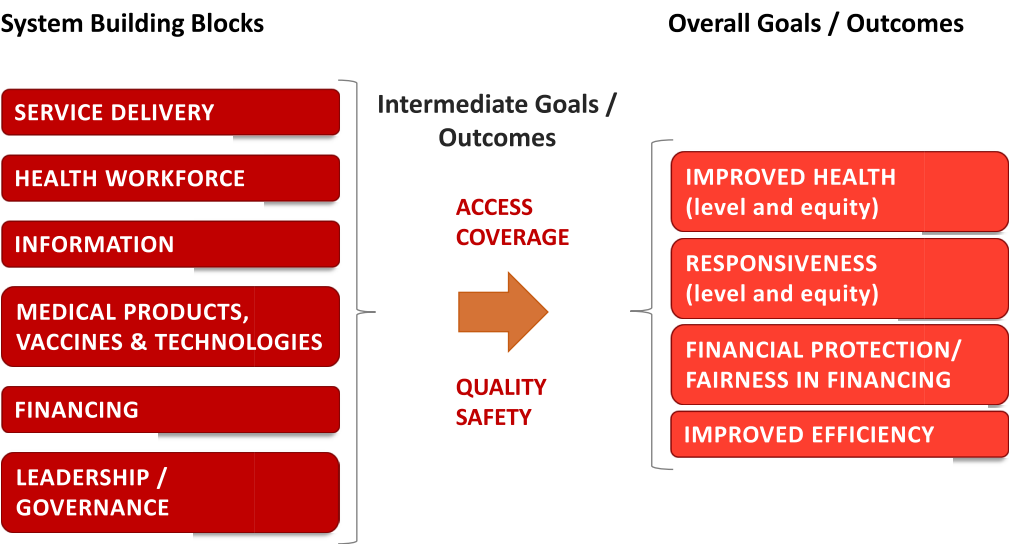 System Building Blocks
Overall Goals / Outcomes
SERVICE DELIVERY
HEALTH WORKFORCE
INFORMATION
MEDICAL PRODUCTS,
VACCINES & TECHNOLOGIES
FINANCING
LEADERSHIP /
GOVERNANCE
Intermediate Goals /
Outcomes
ACCESS
COVERAGE
QUALITY
SAFETY
IMPROVED HEALTH
(level and equity)
RESPONSIVENESS
(level and equity)
FINANCIAL PROTECTION/
FAIRNESS IN FINANCING
IMPROVED EFFICIENCY